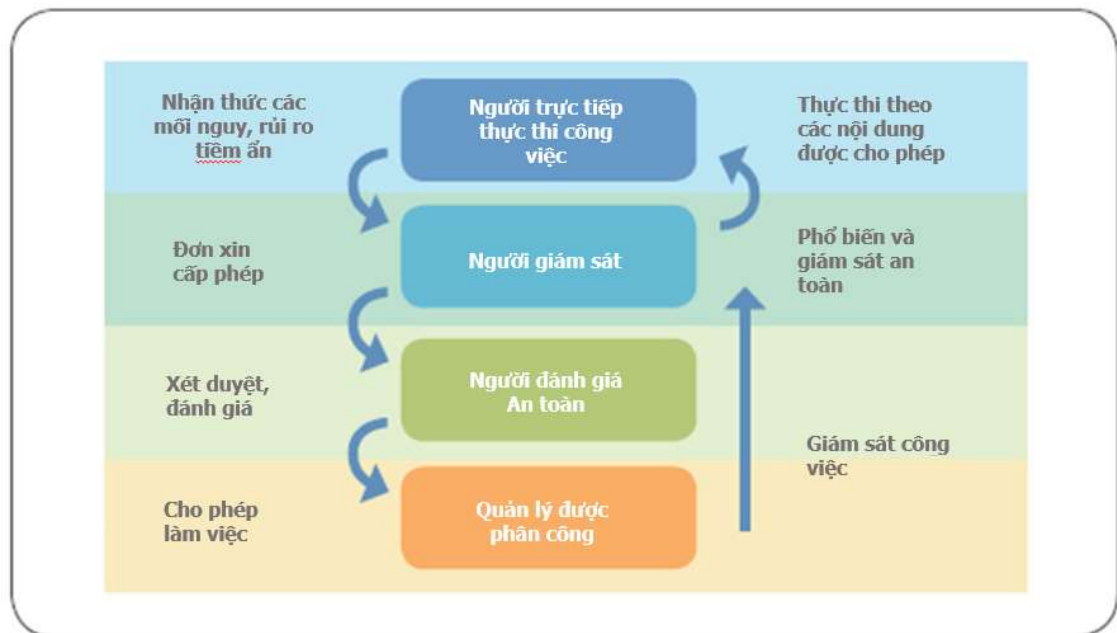 Nhận thức các
mối nguy, rủi ro
tiềm ẩn
Người trực tiếp
thực thi công
việc
Thực thi theo
các nội dung
được cho phép
Đơn xin
cấp phép
Người giám sát
Phổ biến và
giám sát an
toàn
Xét duyệt,
đánh giá
Người đánh giá
An toàn
Giám sát công
việc
Cho phép
làm việc
Quản lý được
phân công